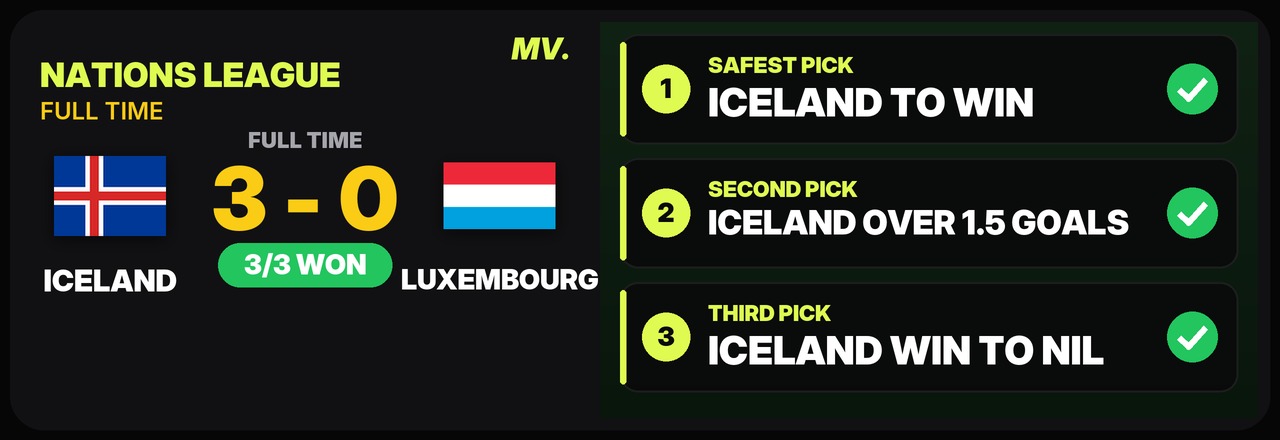 MV.
NATIONS LEAGUE
FULL TIME
FULL TIME
3 - 0
3/3 WON
ICELAND
LUXEMBOURG
1
SAFEST PICK
ICELAND TO WIN
2
SECOND PICK
ICELAND OVER 1.5 GOALS
3
THIRD PICK
ICELAND WIN TO NIL